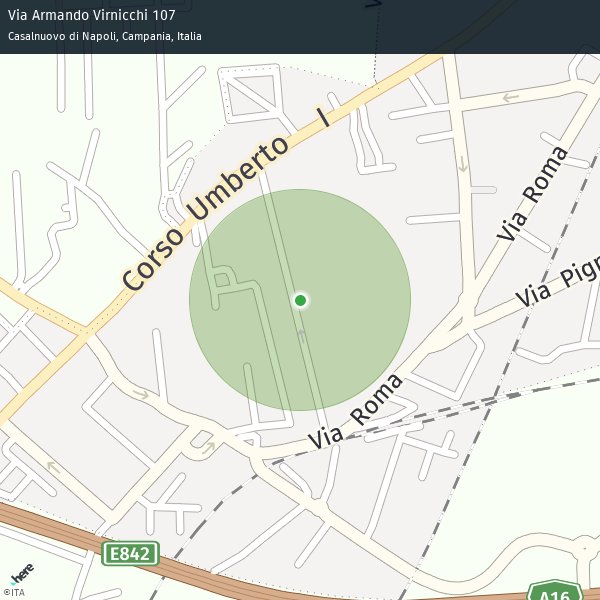 Via Armando Virnicchi 107
Casalnuovo di Napoli, Campania, Italia
Corso Umberto I
Via Roma
Via Pign
Via Roma
E842
A16
here
©ITA